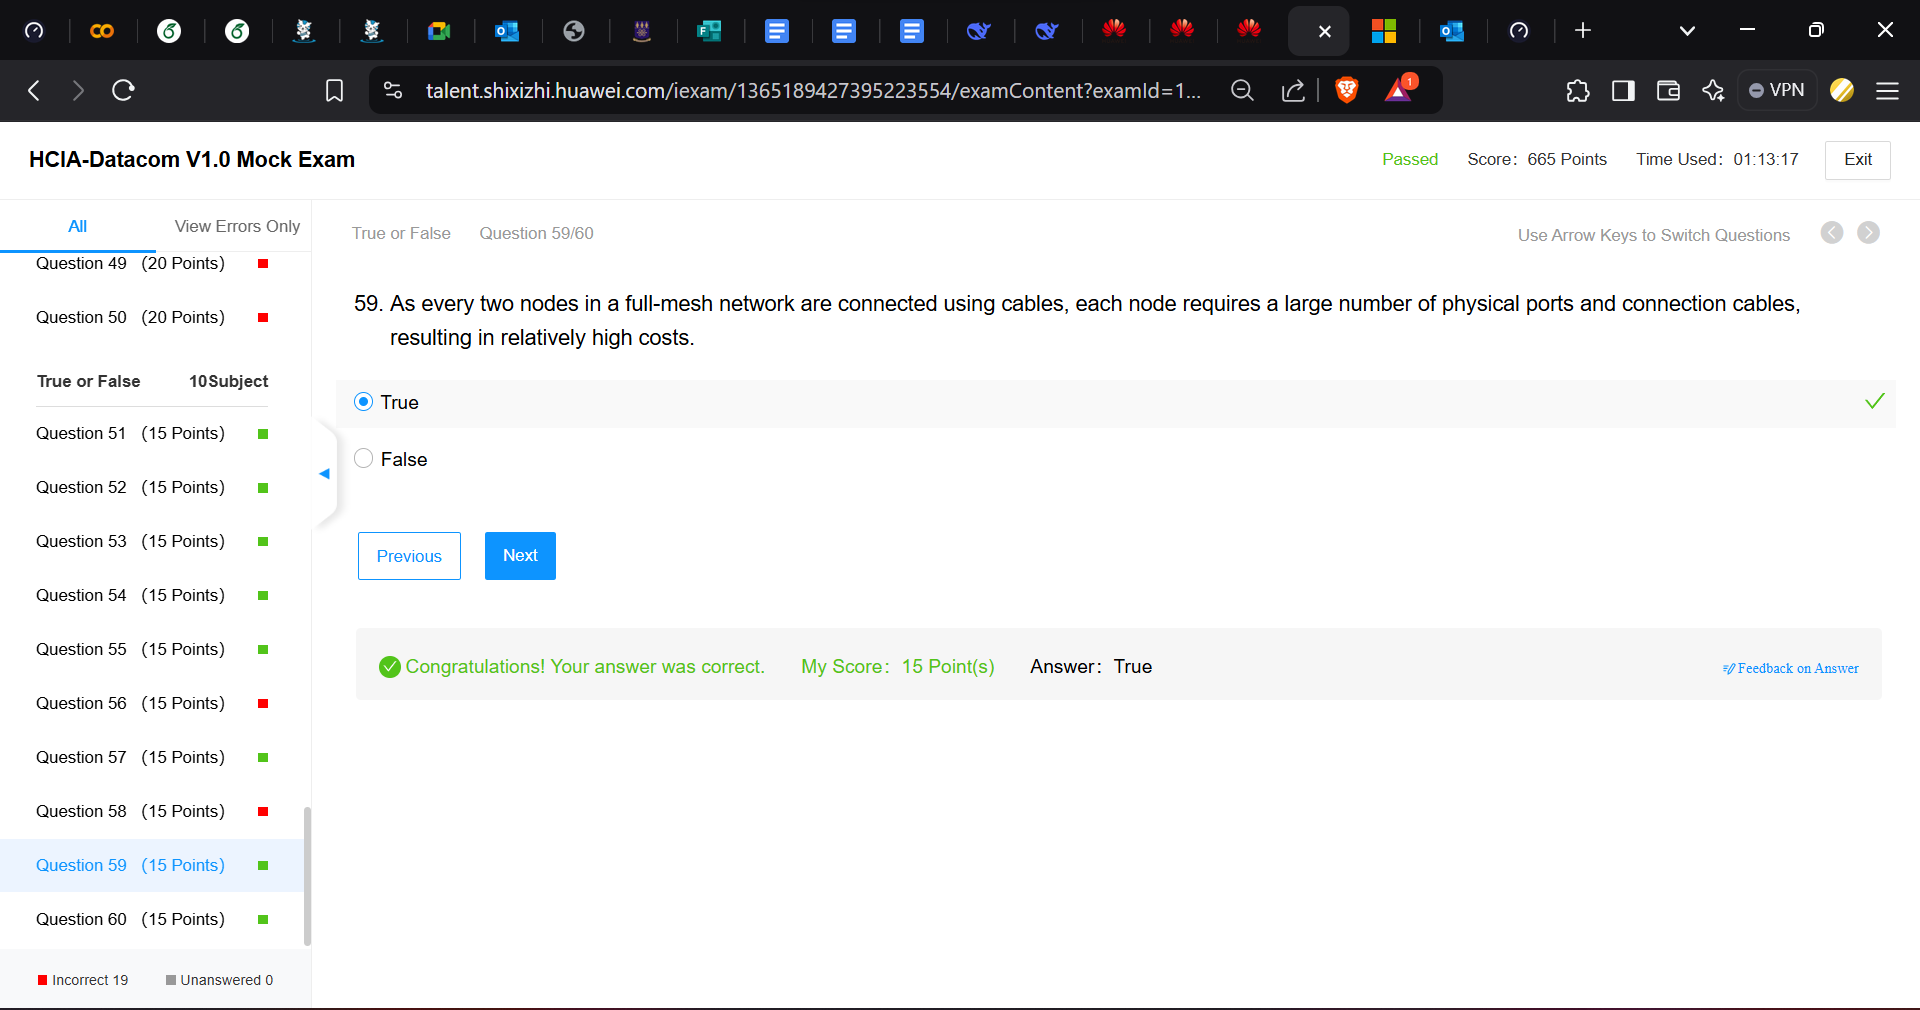 talent.shixizhi.huawei.com/iexam/1365189427395223554/examContent?examId=1...
1
VPN
HCIA-Datacom V1.0 Mock Exam
Passed
Score: 665 Points
Time Used: 01:13:17
Exit
All
View Errors Only
True or False
Question 59/60
Use Arrow Keys to Switch Questions
Question 49 (20 Points)
Question 50 (20 Points)
True or False 10Subject
Question 51 (15 Points)
Question 52 (15 Points)
Question 53 (15 Points)
Question 54 (15 Points)
Question 55 (15 Points)
Question 56 (15 Points)
Question 57 (15 Points)
Question 58 (15 Points)
Question 59 (15 Points)
Question 60 (15 Points)
Incorrect 19
Unanswered 0
59. As every two nodes in a full-mesh network are connected using cables, each node requires a large number of physical ports and connection cables,
resulting in relatively high costs.
True
False
Previous
Next
Congratulations! Your answer was correct.
My Score: 15 Point(s)
Answer: True
Feedback on Answer